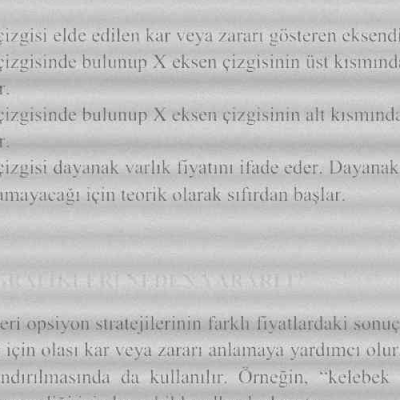 çizgisi elde edilen kar veya zararı gösteren eksendi
çizgisinde bulunup X eksen çizgisinin üst kısmında
r.
çizgisinde bulunup X eksen çizgisinin alt kısmında
r.
çizgisi dayanak varlık fiyatını ifade eder. Dayanak
amayacağı için teorik olarak sıfırdan başlar.
NEDEN YARARLI?
eri opsiyon stratejilerinin farklı fiyatlardaki sonuç
için olası kar veya zararı anlamaya yardımcı olur
ndırılmasında da kullanılır. Örneğin, “kelebek